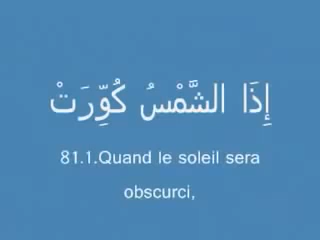 إِذَا الشَّمْسُ كُوِّرَتْ
81.1.Quand le soleil sera
obscurci,